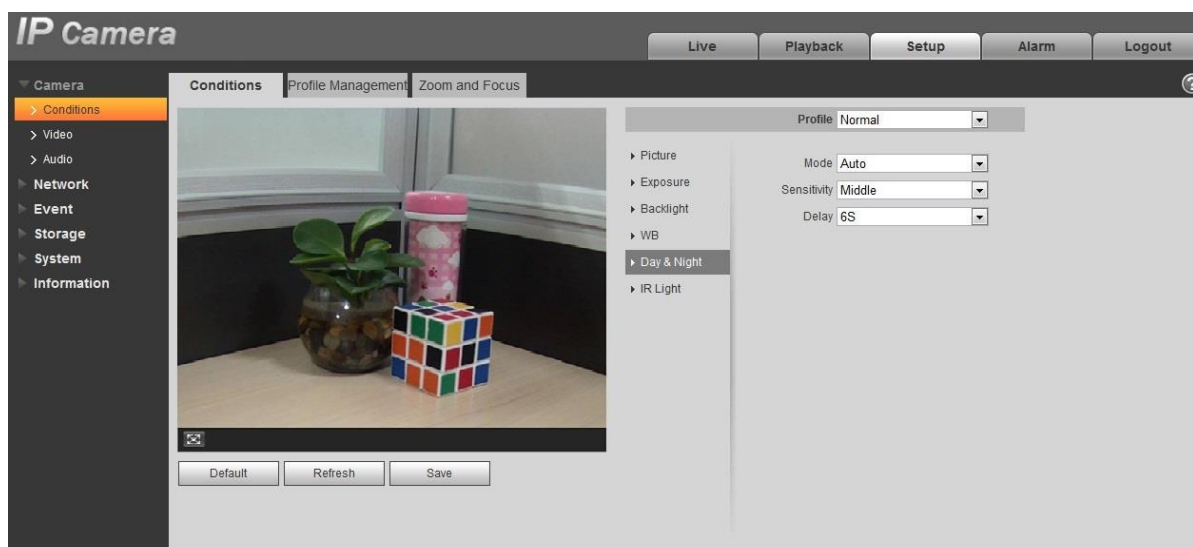 IP Camera
Live Playback Setup Alarm Logout
Camera
Conditions
Video
Audio
Network
Event
Storage
System
Information
Conditions Profile Management Zoom and Focus
?
Profile Normal
Picture
Exposure
Backlight
WB
Day & Night
IR Light
Mode Auto
Sensitivity Middle
Delay 6S
Default Refresh Save